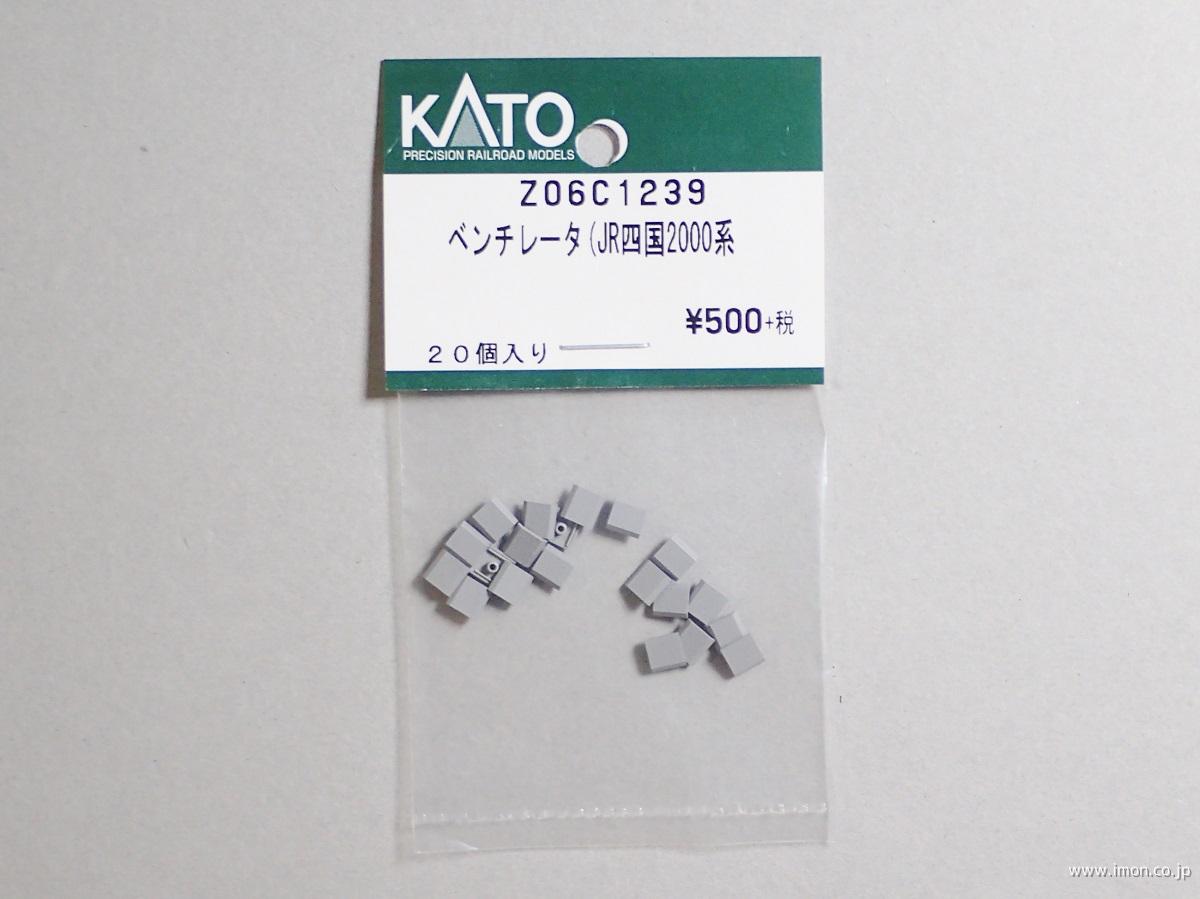 KATO
PRECISION RAILROAD MODELS
Z06C1239
ベンチレータ(JR四国2000系
¥500+税
20個入り
www.imon.co.jp